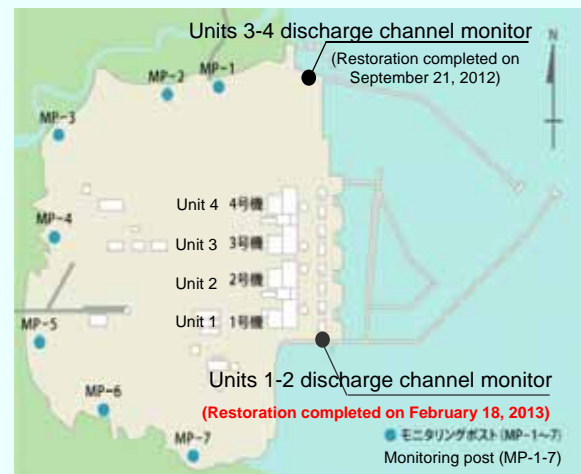 Units 3-4 discharge channel monitor
(Restoration completed on
September 21, 2012)
N
MP-1
MP-2
MP-3
MP-4
Unit 4 4号機
Unit 3 3号機
Unit 2 2号機
Unit 1 1号機
MP-5
Units 1-2 discharge channel monitor
MP-6
(Restoration completed on February 18, 2013)
MP-7
モニタリングポスト(MP-1~7)
Monitoring post (MP-1-7)